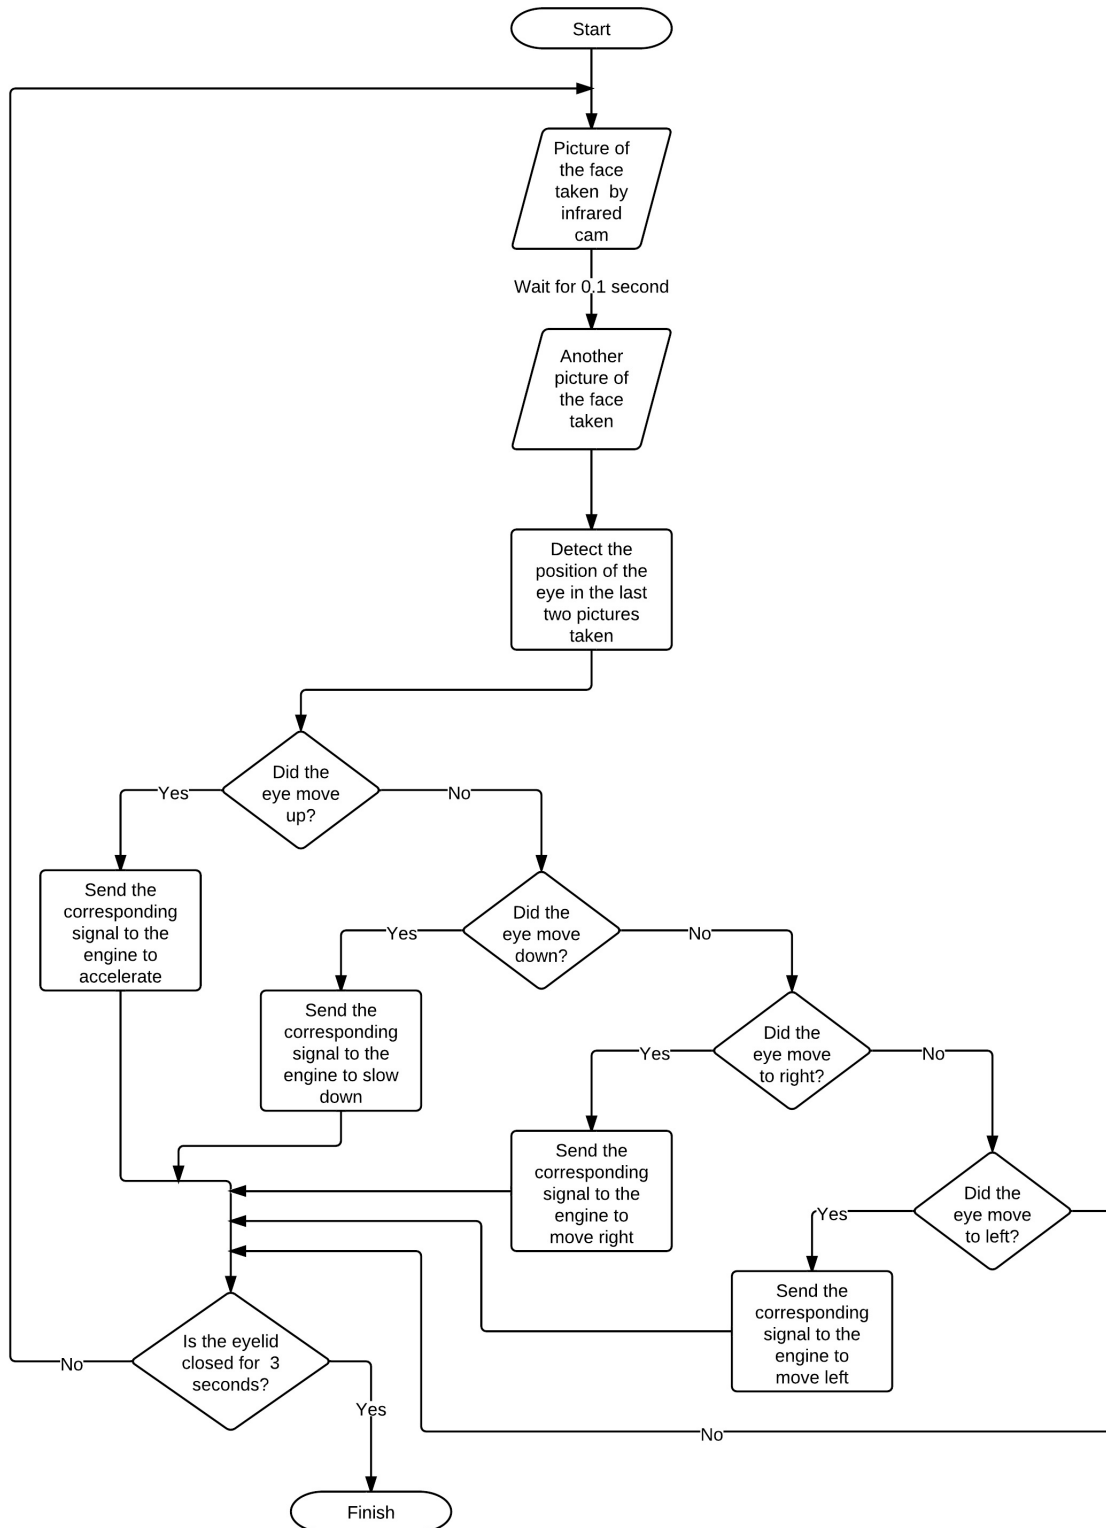 Start
Picture of
the face
taken by
infrared
cam
Wait for 0.1 second
Another
picture of
the face
taken
Detect the
position of the
eye in the last
two pictures
taken
Did the
eye move
up?
Yes
No
Send the
corresponding
signal to the
engine to
accelerate
Did the
eye move
down?
Yes
No
Send the
corresponding
signal to the
engine to slow
down
Did the
eye move
to right?
Yes
No
Send the
corresponding
signal to the
engine to
move right
Did the
eye move
to left?
Yes
Send the
corresponding
signal to the
engine to
move left
Is the eyelid
closed for 3
seconds?
No
Yes
No
Finish